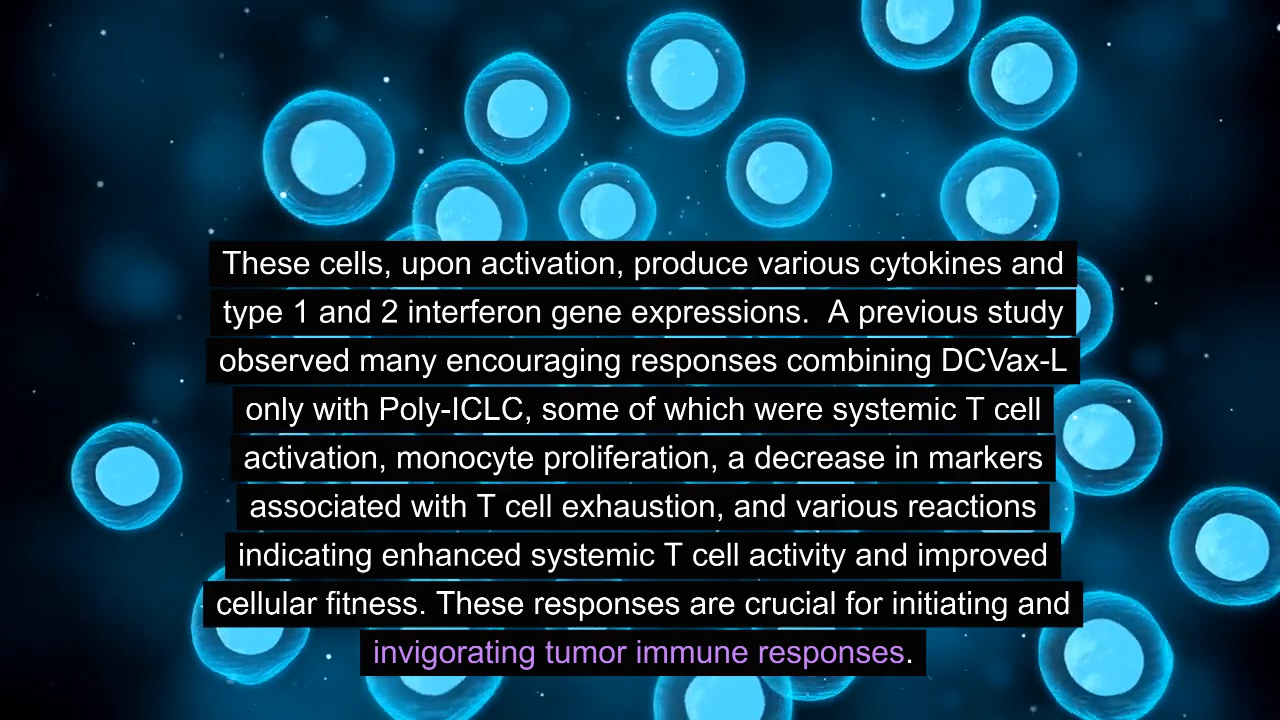 These cells, upon activation, produce various cytokines and
type 1 and 2 interferon gene expressions.  A previous study
observed many encouraging responses combining DCVax-L
only with Poly-ICLC, some of which were systemic T cell
activation, monocyte proliferation, a decrease in markers
associated with T cell exhaustion, and various reactions
indicating enhanced systemic T cell activity and improved
cellular fitness. These responses are crucial for initiating and
invigorating tumor immune responses.